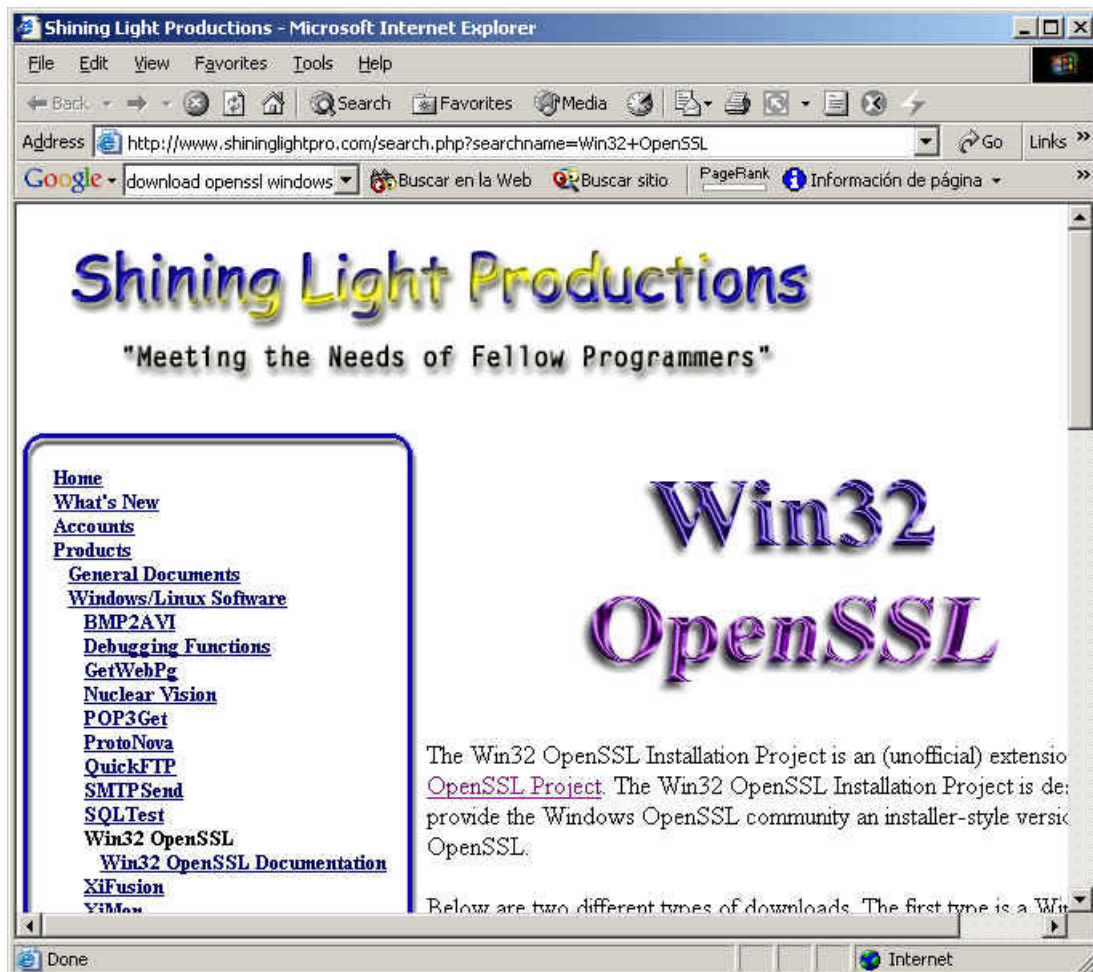 Shining Light Productions - Microsoft Internet Explorer
File Edit View Favorites Tools Help
Back Search Favorites Media
Address http://www.shininglightpro.com/search.php?searchname=Win32+OpenSSL Go Links »
Google download openssl windows Buscar en la Web Buscar sitio PageRank Información de página »
Shining Light Productions
"Meeting the Needs of Fellow Programmers"
Home
What's New
Accounts
Products
General Documents
Windows/Linux Software
BMP2AVI
Debugging Functions
GetWebPg
Nuclear Vision
POP3Get
ProtoNova
QuickFTP
SMTPSend
SQLTest
Win32 OpenSSL
Win32 OpenSSL Documentation
XiFusion
XiMon
Win32
OpenSSL
The Win32 OpenSSL Installation Project is an (unofficial) extensio
OpenSSL Project. The Win32 OpenSSL Installation Project is de
provide the Windows OpenSSL community an installer-style versio
OpenSSL.
Below are two different types of downloads. The first type is a Wi
Done Internet